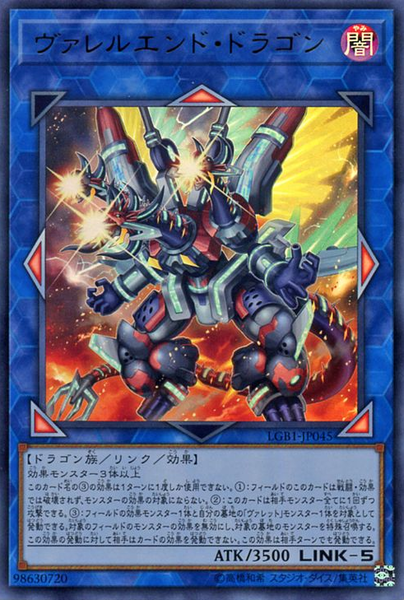 ヴァレルエンド・ドラゴン
闇
LGB1-JP045
【ドラゴン族／リンク／効果】
効果モンスター３体以上
このカード名の③の効果は１ターンに１度しか使用できない。①：フィールドのこのカードは戦闘・効果
では破壊されず、モンスターの効果の対象にならない。②：このカードは相手モンスター全てに１回ずつ
攻撃できる。③：フィールドの効果モンスター１体と自分の墓地の「ヴァレット」モンスター１体を対象として
発動できる。対象のフィールドのモンスターの効果を無効にし、対象の墓地のモンスターを特殊召喚する。
この効果の発動に対して相手はカードの効果を発動できない。この効果は相手ターンでも発動できる。
ATK/3500 LINK-5
98630720
©高橋和希 スタジオ・ダイス/集英社